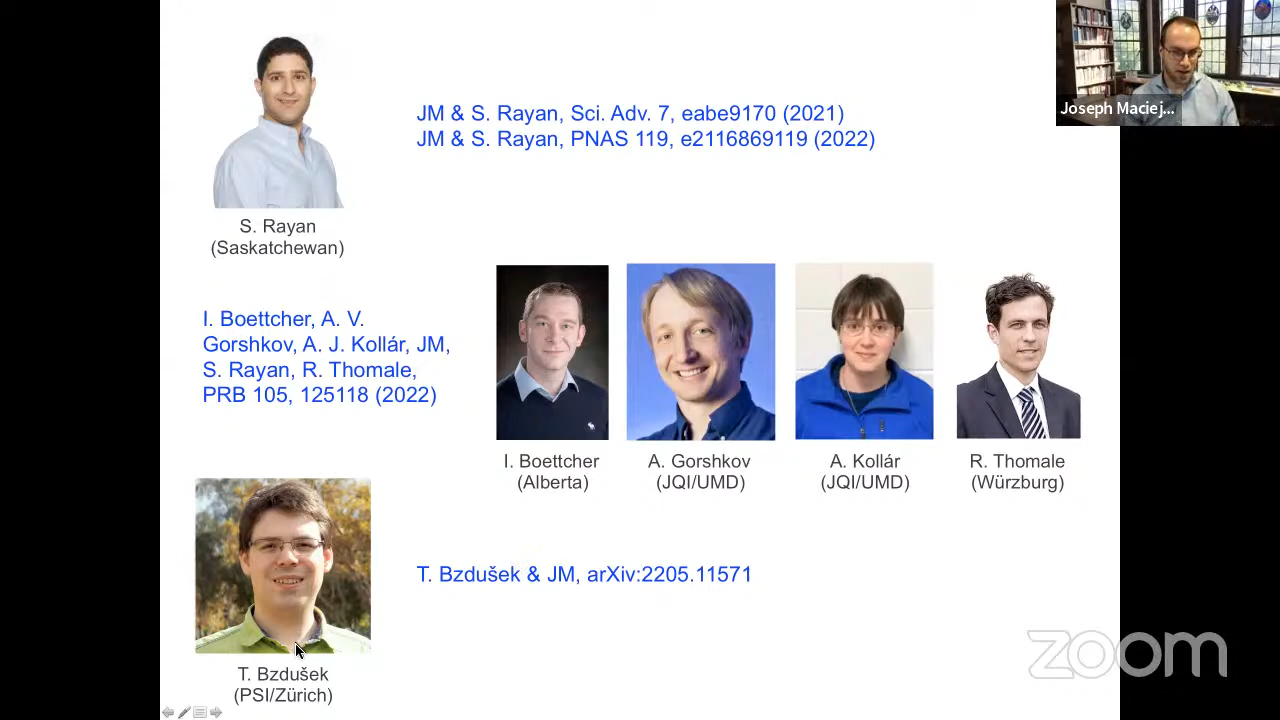 Joseph Maciej...
JM & S. Rayan, Sci. Adv. 7, eabe9170 (2021)
JM & S. Rayan, PNAS 119, e2116869119 (2022)
S. Rayan
(Saskatchewan)
I. Boettcher, A. V.
Gorshkov, A. J. Kollár, JM,
S. Rayan, R. Thomale,
PRB 105, 125118 (2022)
I. Boettcher
(Alberta)
A. Gorshkov
(JQI/UMD)
A. Kollár
(JQI/UMD)
R. Thomale
(Würzburg)
T. Bzdušek & JM, arXiv:2205.11571
T. Bzdušek
(PSI/Zürich)
zoom